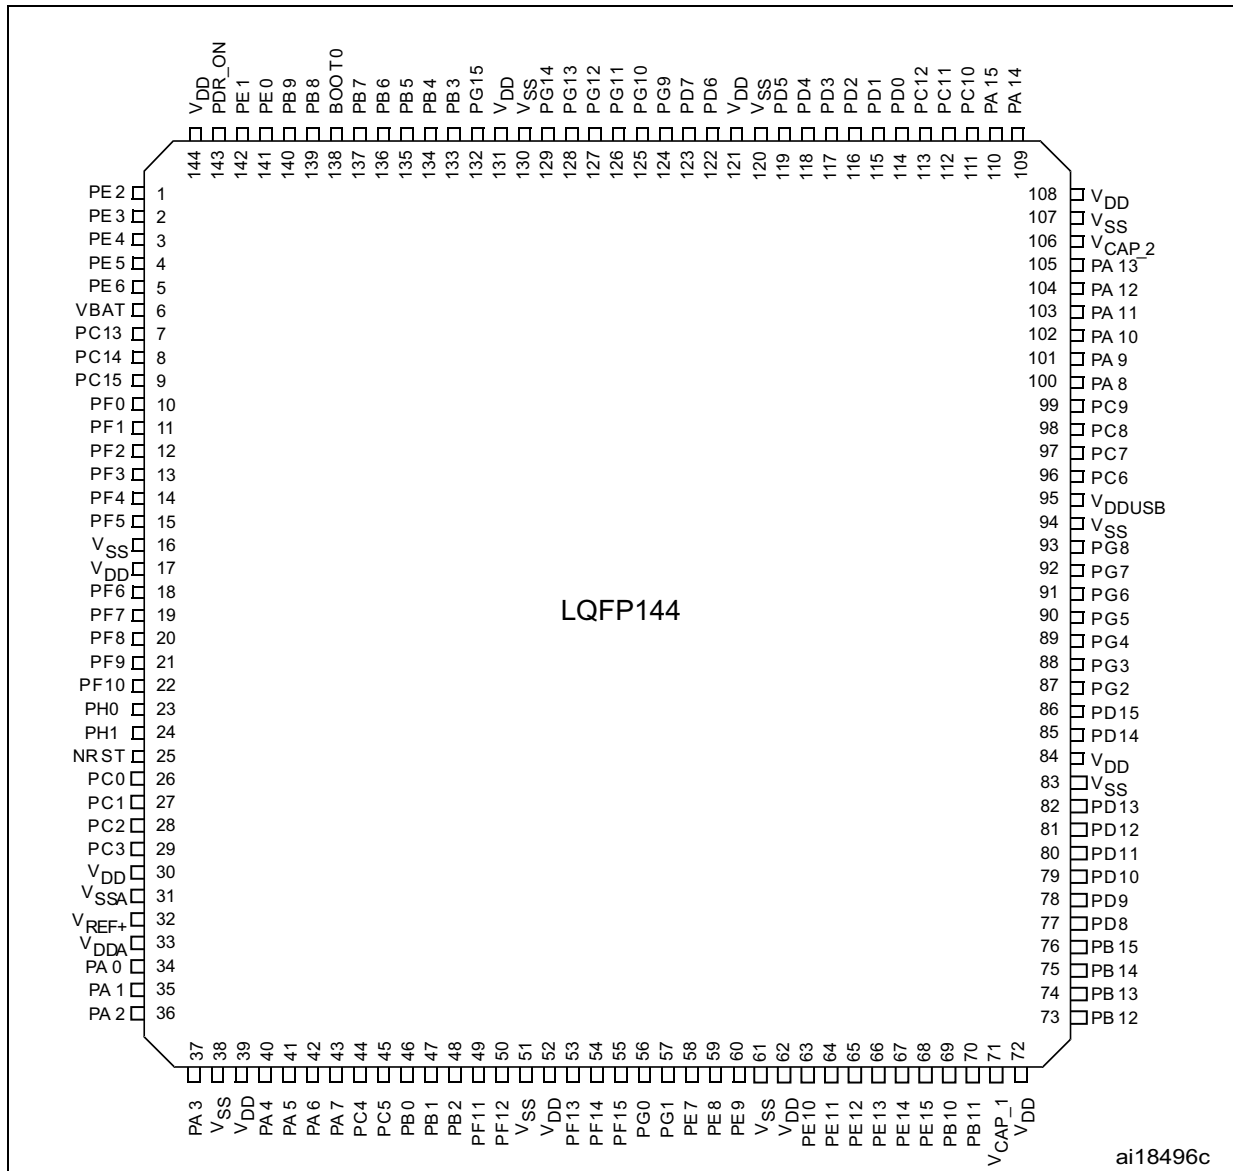 VDD PDR_ON PE1 PE0 PB9 PB8 BOOT0 PB7 PB6 PB5 PB4 PB3 PG15 VDD VSS PG14 PG13 PG12 PG11 PG10 PG9 PD7 PD6 VDD VSS PD5 PD4 PD3 PD2 PD1 PD0 PC12 PC11 PC10 PA15 PA14
144 143 142 141 140 139 138 137 136 135 134 133 132 131 130 129 128 127 126 125 124 123 122 121 120 119 118 117 116 115 114 113 112 111 110 109
PE2 1
PE3 2
PE4 3
PE5 4
PE6 5
VBAT 6
PC13 7
PC14 8
PC15 9
PF0 10
PF1 11
PF2 12
PF3 13
PF4 14
PF5 15
VSS 16
VDD 17
PF6 18
PF7 19
PF8 20
PF9 21
PF10 22
PH0 23
PH1 24
NRST 25
PC0 26
PC1 27
PC2 28
PC3 29
VDD 30
VSSA 31
VREF+ 32
VDDA 33
PA0 34
PA1 35
PA2 36
LQFP144
108 VDD
107 VSS
106 VCAP_2
105 PA13
104 PA12
103 PA11
102 PA10
101 PA9
100 PA8
99 PC9
98 PC8
97 PC7
96 PC6
95 VDDUSB
94 VSS
93 PG8
92 PG7
91 PG6
90 PG5
89 PG4
88 PG3
87 PG2
86 PD15
85 PD14
84 VDD
83 VSS
82 PD13
81 PD12
80 PD11
79 PD10
78 PD9
77 PD8
76 PB15
75 PB14
74 PB13
73 PB12
37 38 39 40 41 42 43 44 45 46 47 48 49 50 51 52 53 54 55 56 57 58 59 60 61 62 63 64 65 66 67 68 69 70 71 72
PA3 VSS VDD PA4 PA5 PA6 PA7 PC4 PC5 PB0 PB1 PB2 PF11 PF12 VSS VDD PF13 PF14 PF15 PG0 PG1 PE7 PE8 PE9 VSS VDD PE10 PE11 PE12 PE13 PE14 PE15 PB10 PB11 VCAP_1 VDD
ai18496c